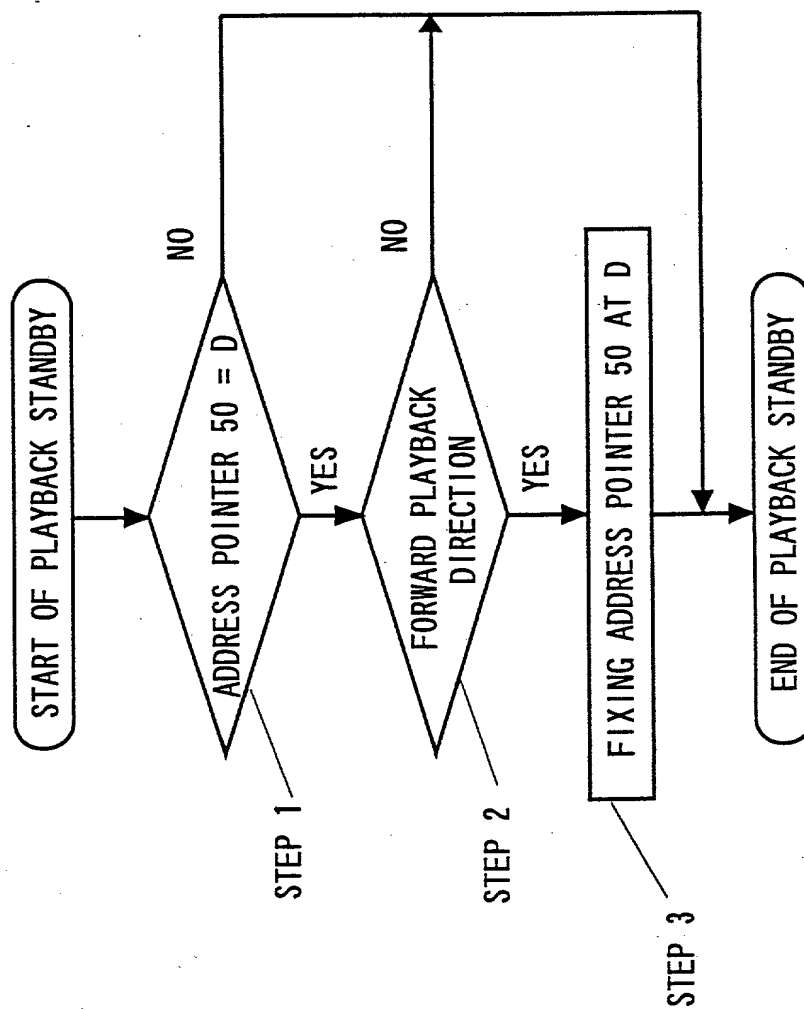 START OF PLAYBACK STANDBY
ADDRESS POINTER 50 = D
NO
STEP 1
YES
FORWARD PLAYBACK
DIRECTION
NO
STEP 2
YES
FIXING ADDRESS POINTER 50 AT D
STEP 3
END OF PLAYBACK STANDBY